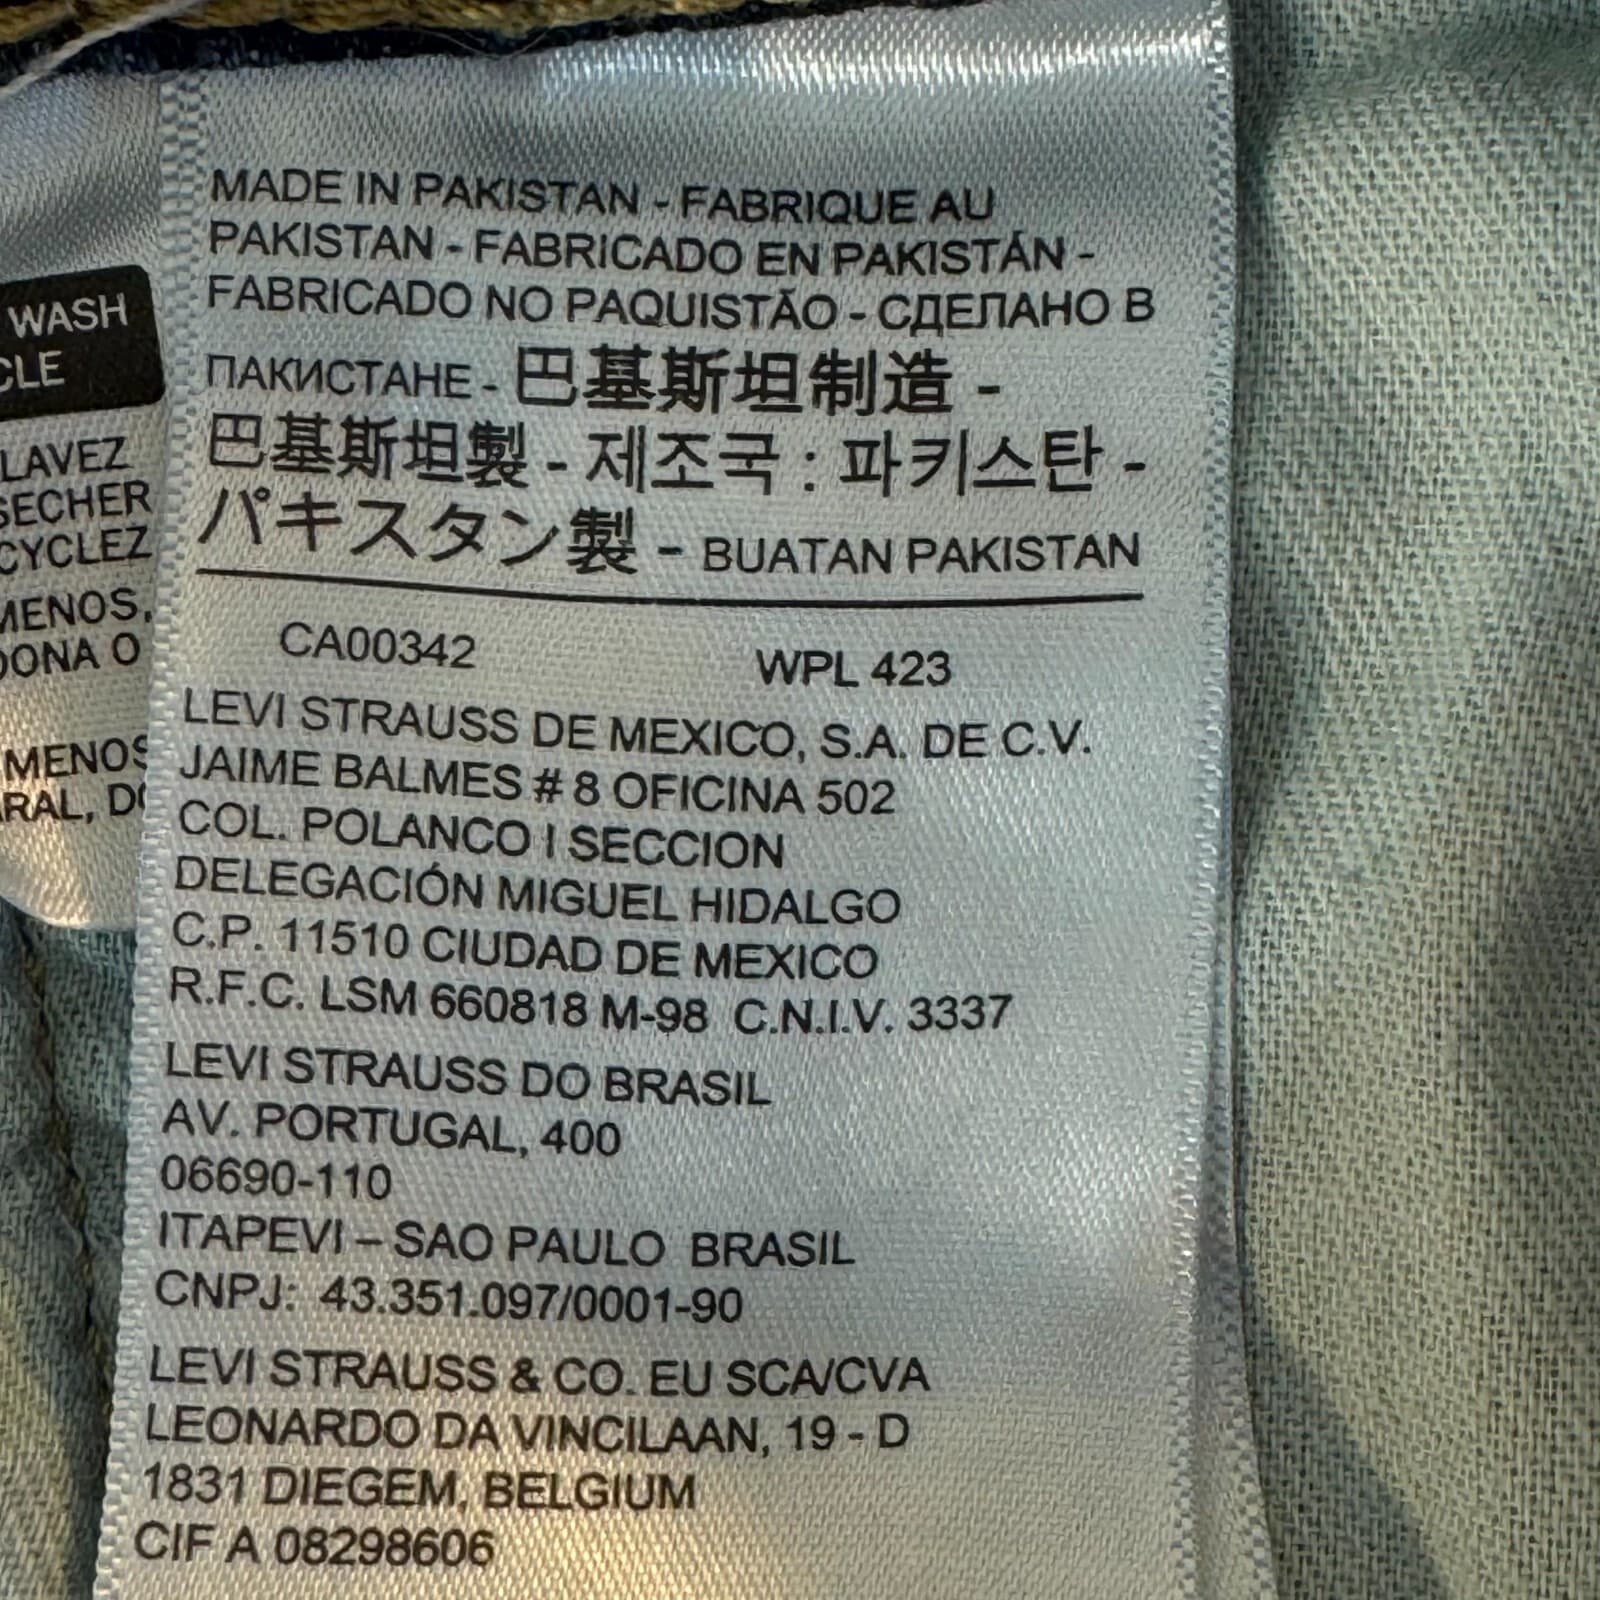 WASH
CLE
LAVEZ
SECHER
CYCLEZ
MENOS,
DONA O
MENOS
RAL, DO
MADE IN PAKISTAN - FABRIQUE AU
PAKISTAN - FABRICADO EN PAKISTÁN -
FABRICADO NO PAQUISTÃO - СДЕЛАНО В
ПАКИСТАНЕ - 巴基斯坦制造 -
巴基斯坦製 - 제조국 : 파키스탄 -
パキスタン製 - BUATAN PAKISTAN
CA00342 WPL 423
LEVI STRAUSS DE MEXICO, S.A. DE C.V.
JAIME BALMES # 8 OFICINA 502
COL. POLANCO I SECCION
DELEGACIÓN MIGUEL HIDALGO
C.P. 11510 CIUDAD DE MEXICO
R.F.C. LSM 660818 M-98 C.N.I.V. 3337
LEVI STRAUSS DO BRASIL
AV. PORTUGAL, 400
06690-110
ITAPEVI – SAO PAULO BRASIL
CNPJ: 43.351.097/0001-90
LEVI STRAUSS & CO. EU SCA/CVA
LEONARDO DA VINCILAAN, 19 - D
1831 DIEGEM, BELGIUM
CIF A 08298606